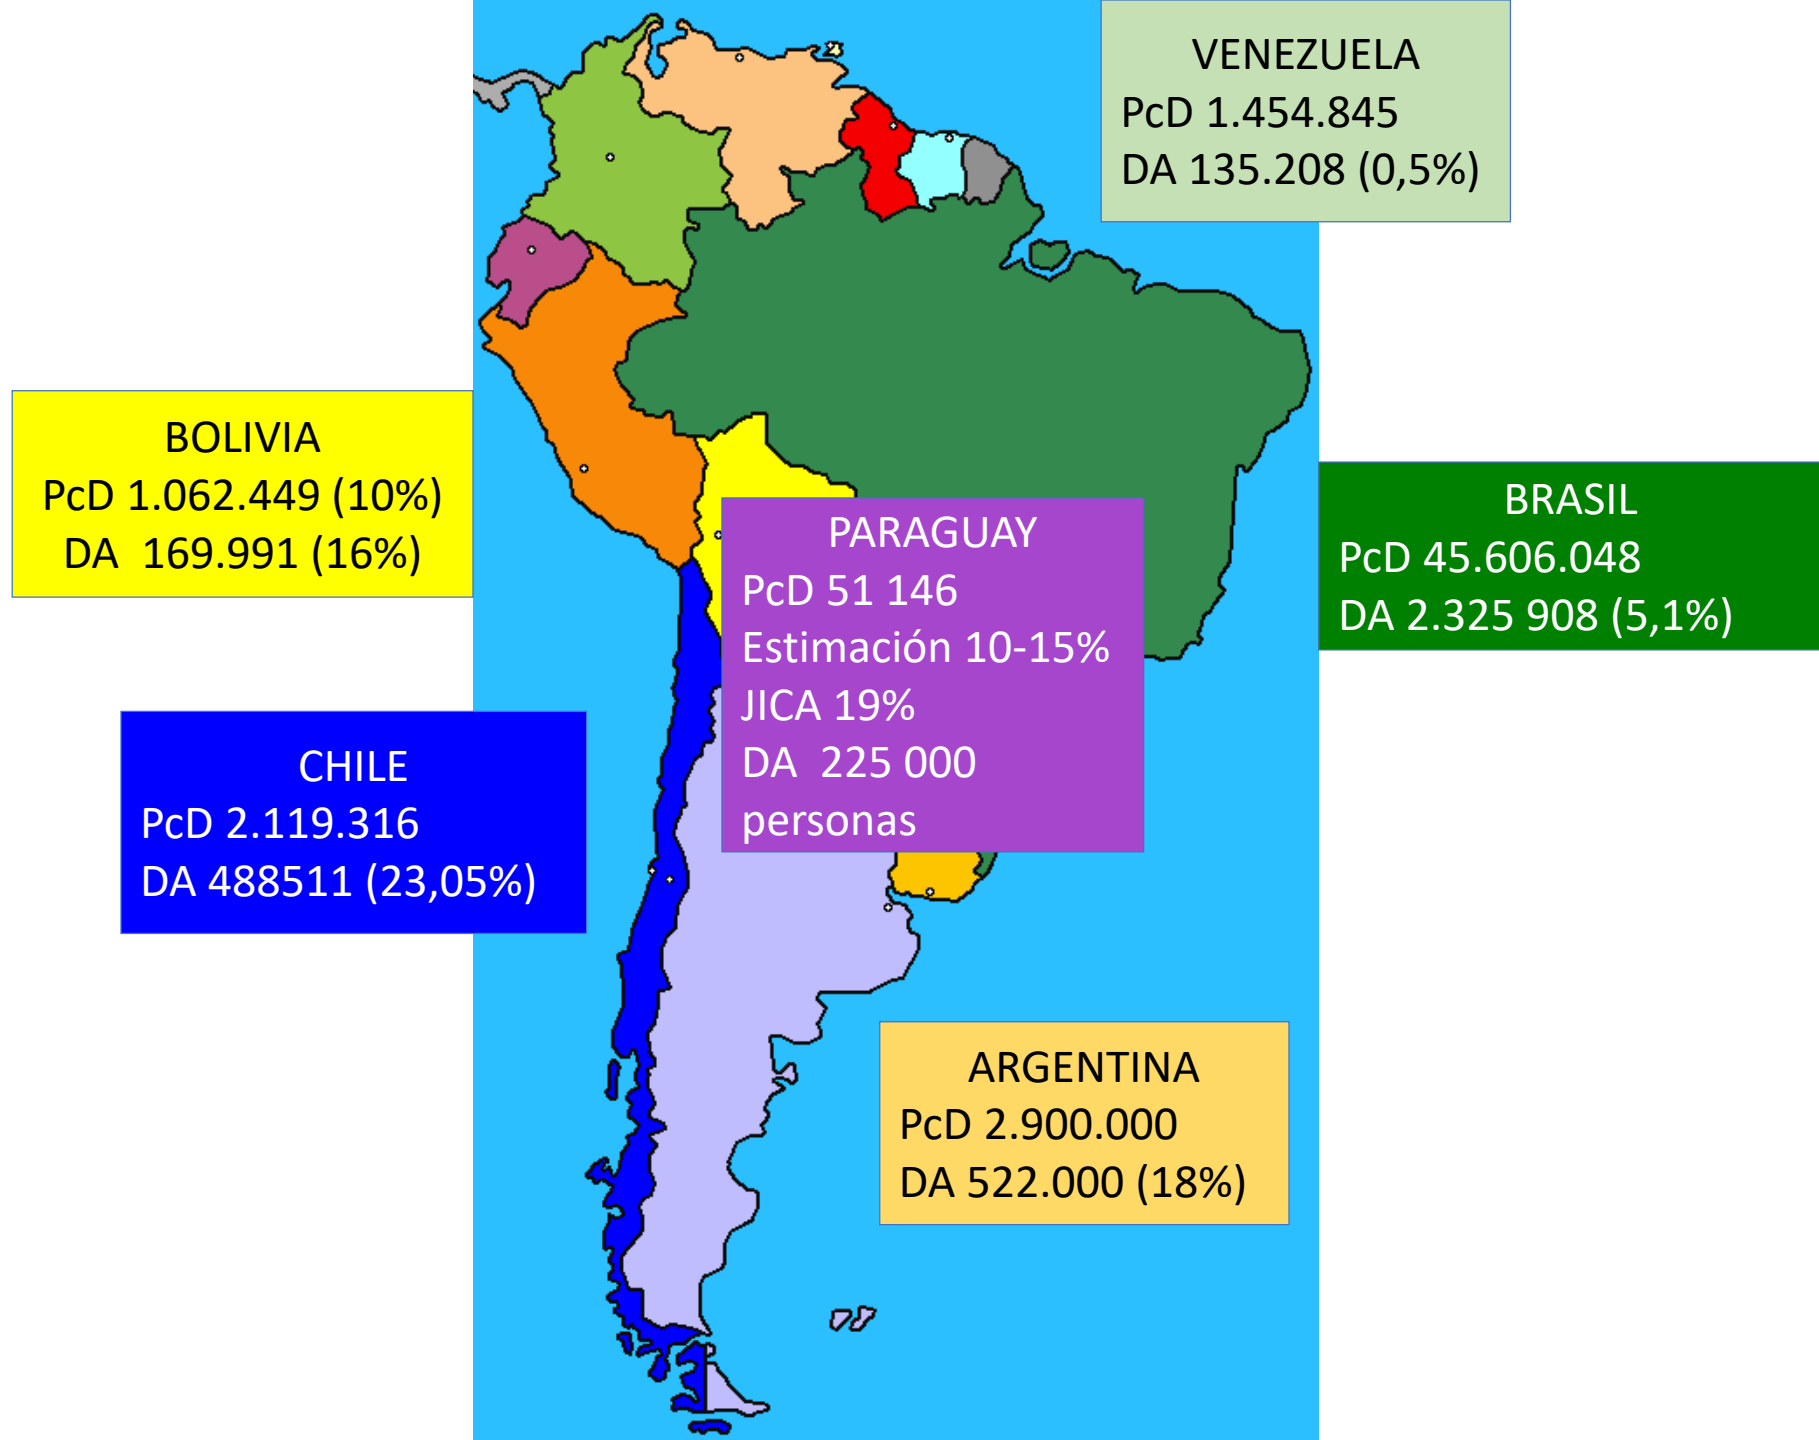 VENEZUELA
PcD 1.454.845
DA 135.208 (0,5%)
BOLIVIA
PcD 1.062.449 (10%)
DA 169.991 (16%)
BRASIL
PcD 45.606.048
DA 2.325 908 (5,1%)
PARAGUAY
PcD 51 146
Estimación 10-15%
JICA 19%
DA 225 000
personas
CHILE
PcD 2.119.316
DA 488511 (23,05%)
ARGENTINA
PcD 2.900.000
DA 522.000 (18%)